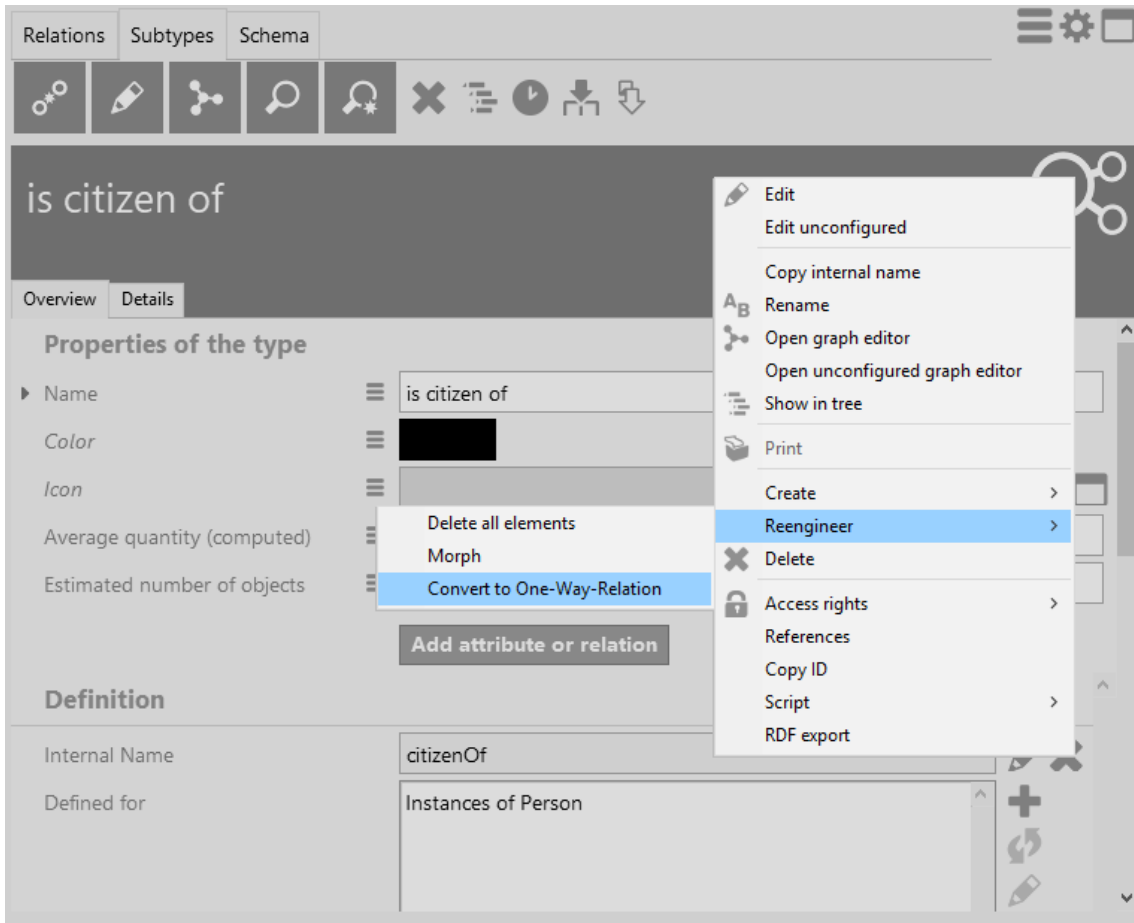 Relations Subtypes Schema
is citizen of
Overview Details
Properties of the type
Name is citizen of
Color
Icon
Average quantity (computed)
Estimated number of objects
Add attribute or relation
Definition
Internal Name citizenOf
Defined for Instances of Person
Edit
Edit unconfigured
Copy internal name
AB Rename
Open graph editor
Open unconfigured graph editor
Show in tree
Print
Create
Reengineer
Delete
Access rights
References
Copy ID
Script
RDF export
Delete all elements
Morph
Convert to One-Way-Relation